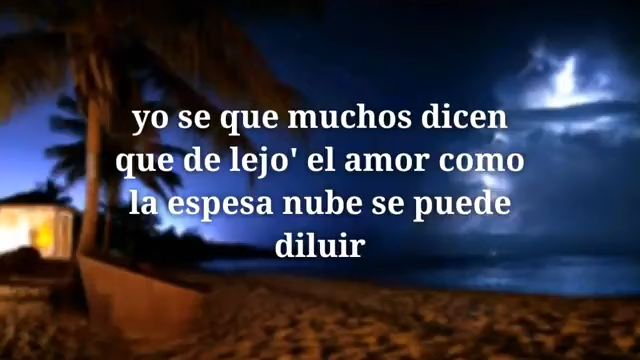 yo se que muchos dicen
que de lejo' el amor como
la espesa nube se puede
diluir